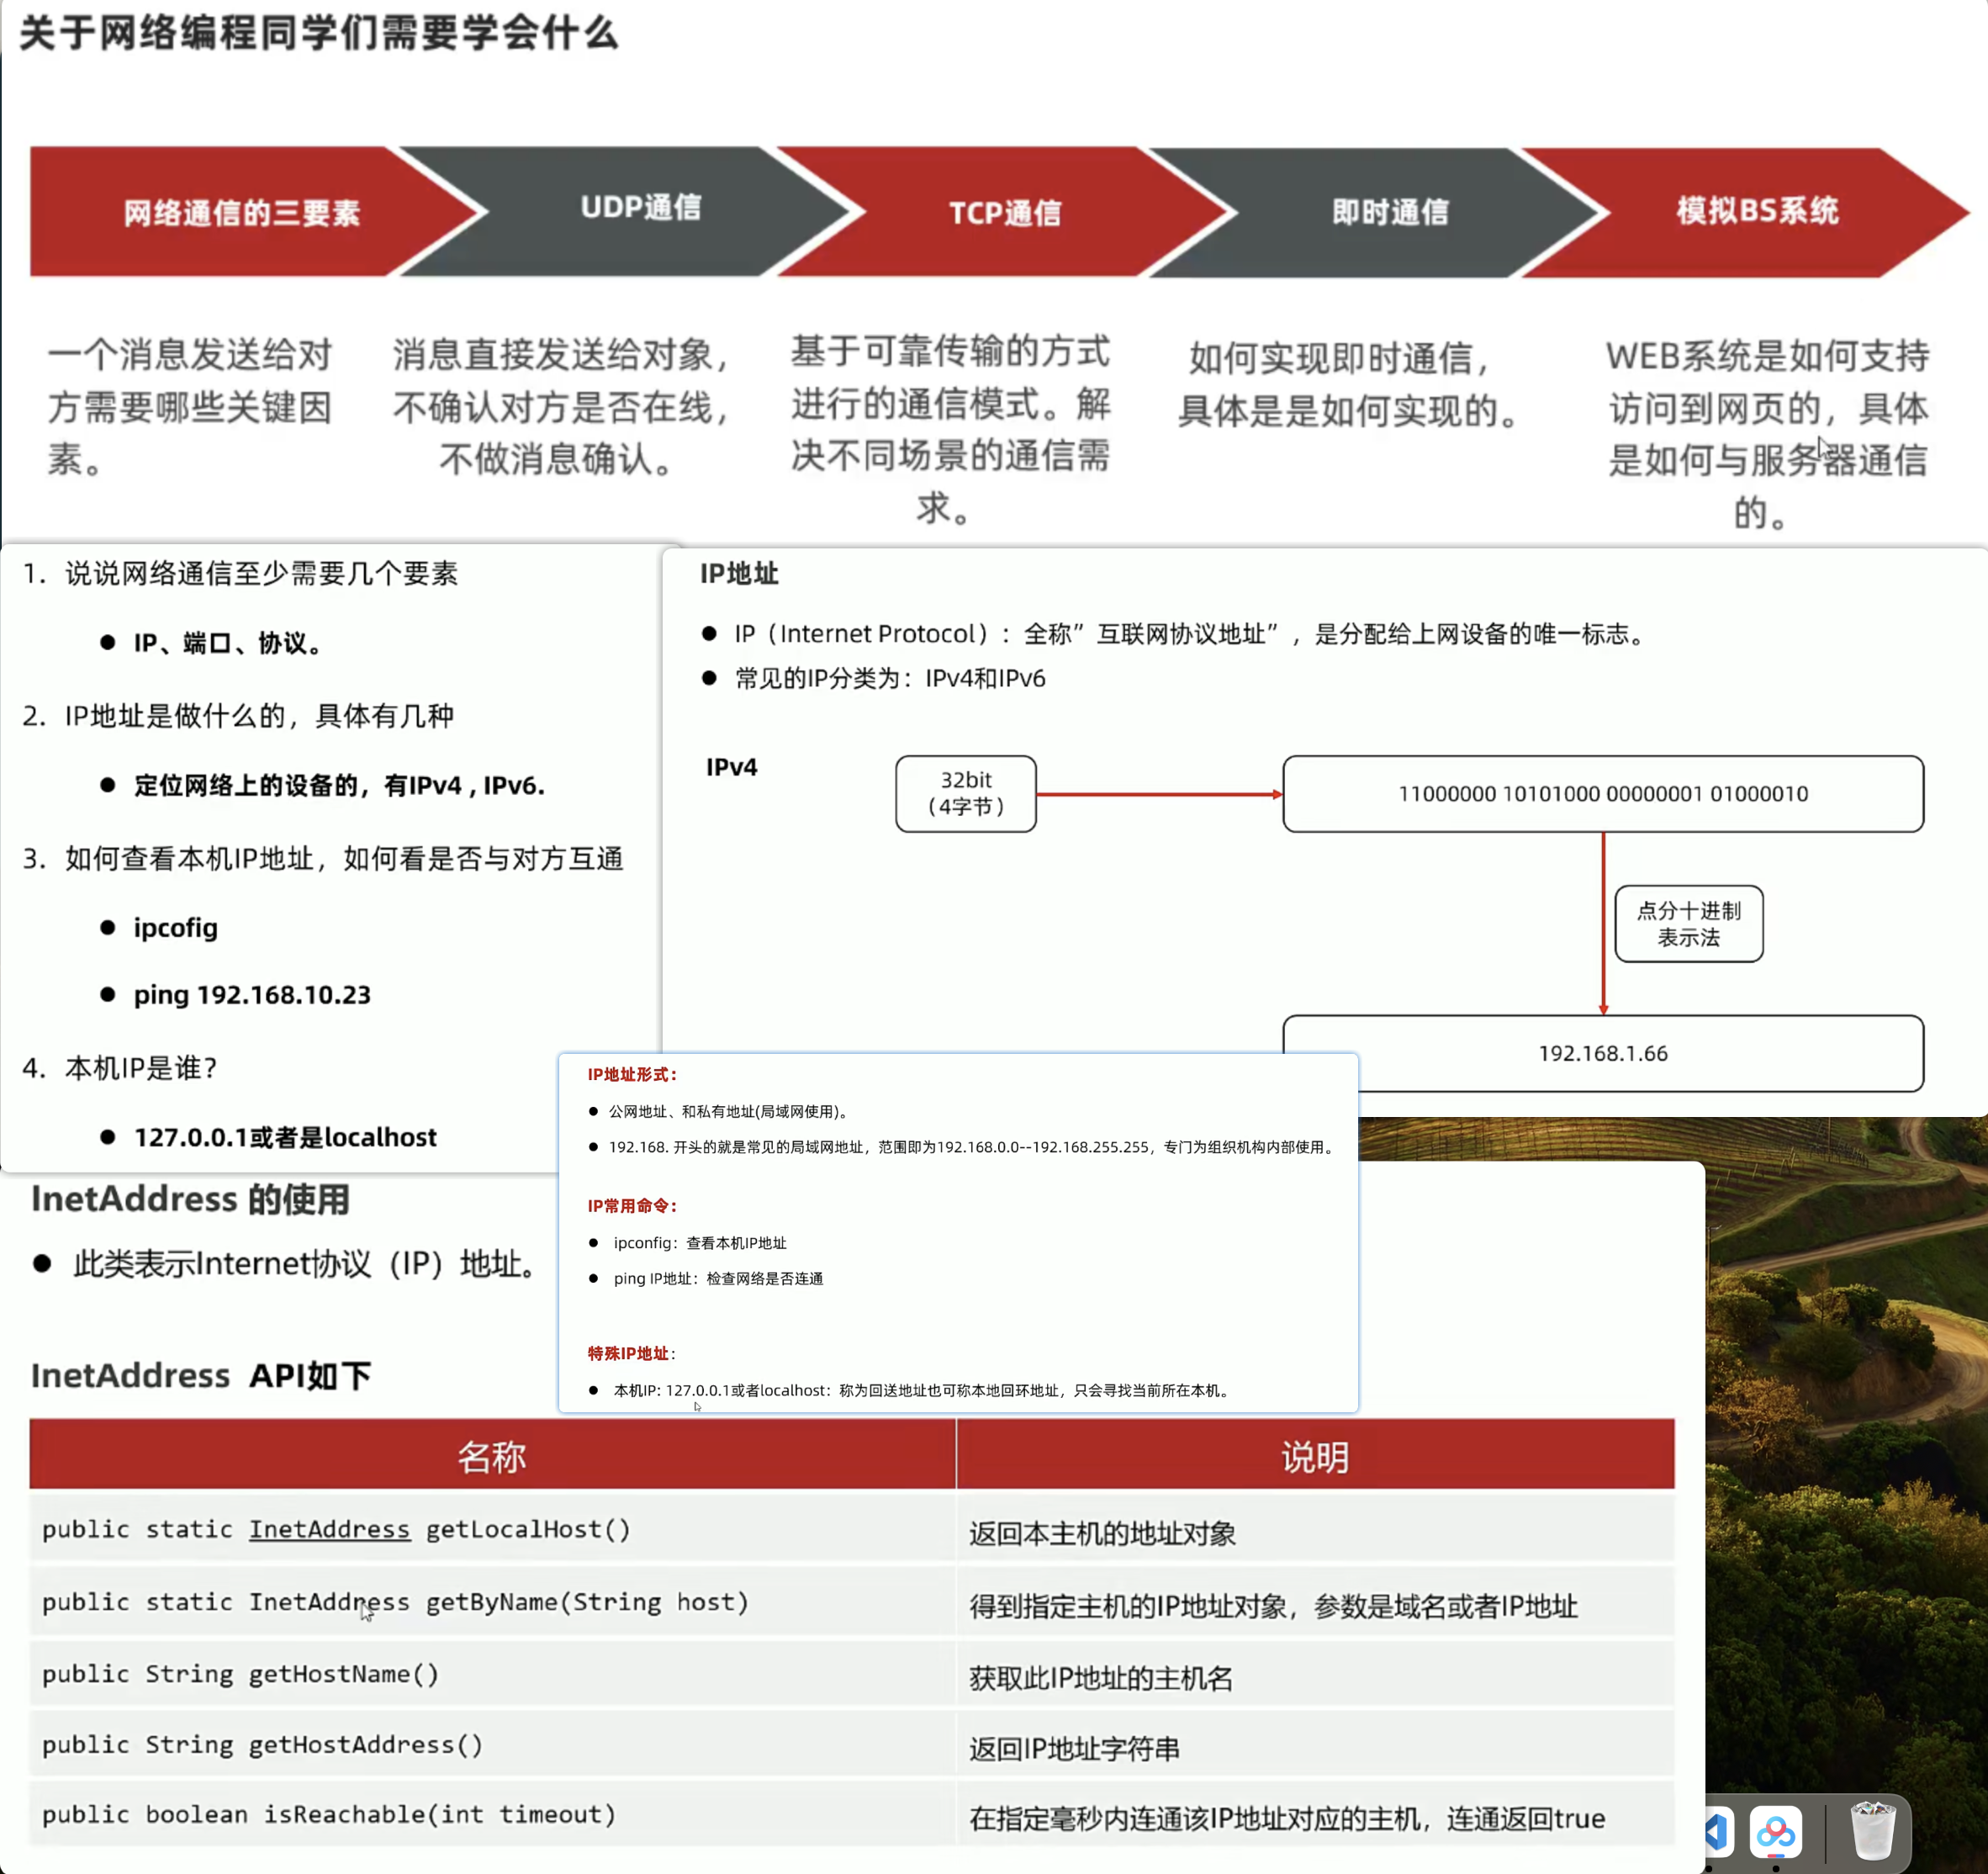 关于网络编程同学们需要学会什么
网络通信的三要素
UDP通信
TCP通信
即时通信
模拟BS系统
一个消息发送给对
方需要哪些关键因
素。
消息直接发送给对象，
不确认对方是否在线，
不做消息确认。
基于可靠传输的方式
进行的通信模式。解
决不同场景的通信需
求。
如何实现即时通信，
具体是是如何实现的。
WEB系统是如何支持
访问到网页的，具体
是如何与服务器通信
的。
1. 说说网络通信至少需要几个要素
● IP、端口、协议。
2. IP地址是做什么的，具体有几种
● 定位网络上的设备的，有IPv4 , IPv6.
3. 如何查看本机IP地址，如何看是否与对方互通
● ipcofig
● ping 192.168.10.23
4. 本机IP是谁？
● 127.0.0.1或者是localhost
IP地址
● IP（Internet Protocol）：全称”互联网协议地址”，是分配给上网设备的唯一标志。
● 常见的IP分类为：IPv4和IPv6
IPv4
32bit
（4字节）
11000000 10101000 00000001 01000010
点分十进制
表示法
192.168.1.66
IP地址形式：
● 公网地址、和私有地址(局域网使用)。
● 192.168. 开头的就是常见的局域网地址，范围即为192.168.0.0--192.168.255.255，专门为组织机构内部使用。
IP常用命令：
● ipconfig：查看本机IP地址
● ping IP地址：检查网络是否连通
特殊IP地址：
● 本机IP: 127.0.0.1或者localhost：称为回送地址也可称本地回环地址，只会寻找当前所在本机。
InetAddress 的使用
● 此类表示Internet协议（IP）地址。
InetAddress API如下
名称 说明
public static InetAddress getLocalHost() 返回本主机的地址对象
public static InetAddress getByName(String host) 得到指定主机的IP地址对象，参数是域名或者IP地址
public String getHostName() 获取此IP地址的主机名
public String getHostAddress() 返回IP地址字符串
public boolean isReachable(int timeout) 在指定毫秒内连通该IP地址对应的主机，连通返回true